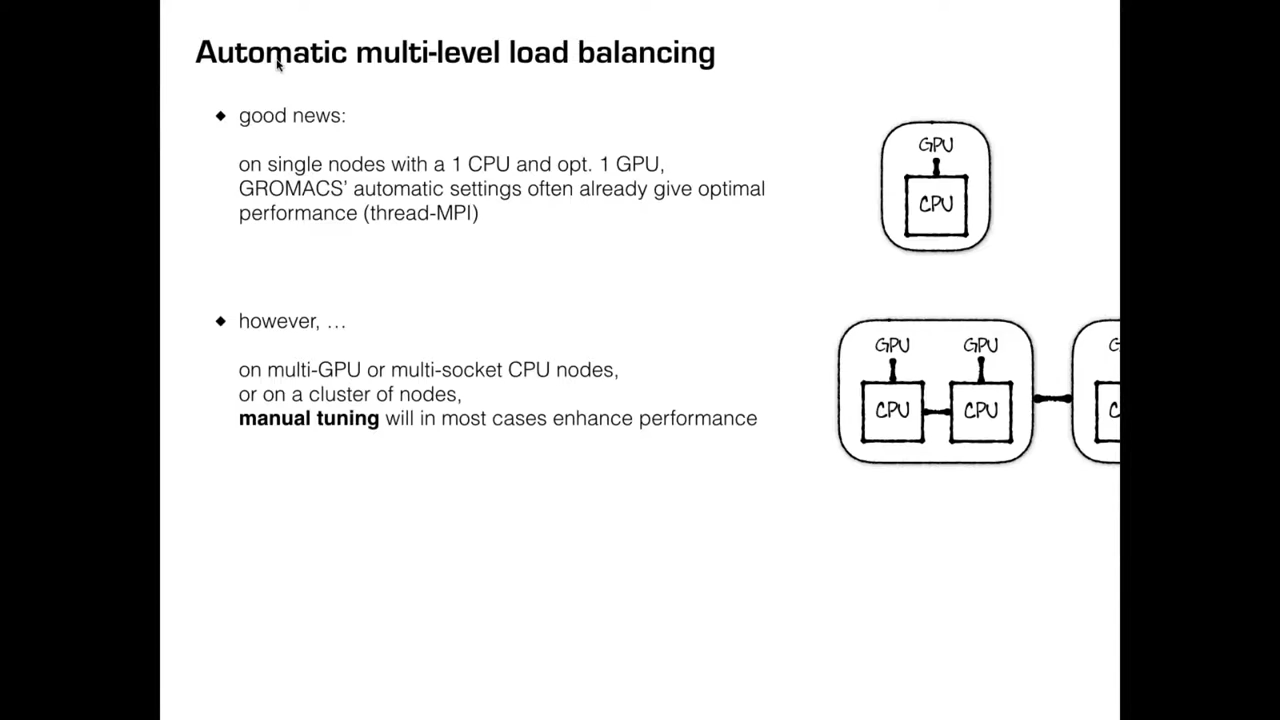 Automatic multi-level load balancing
good news:
on single nodes with a 1 CPU and opt. 1 GPU,
GROMACS’ automatic settings often already give optimal
performance (thread-MPI)
GPU
CPU
however, …
on multi-GPU or multi-socket CPU nodes,
or on a cluster of nodes,
manual tuning will in most cases enhance performance
GPU GPU G
CPU CPU C